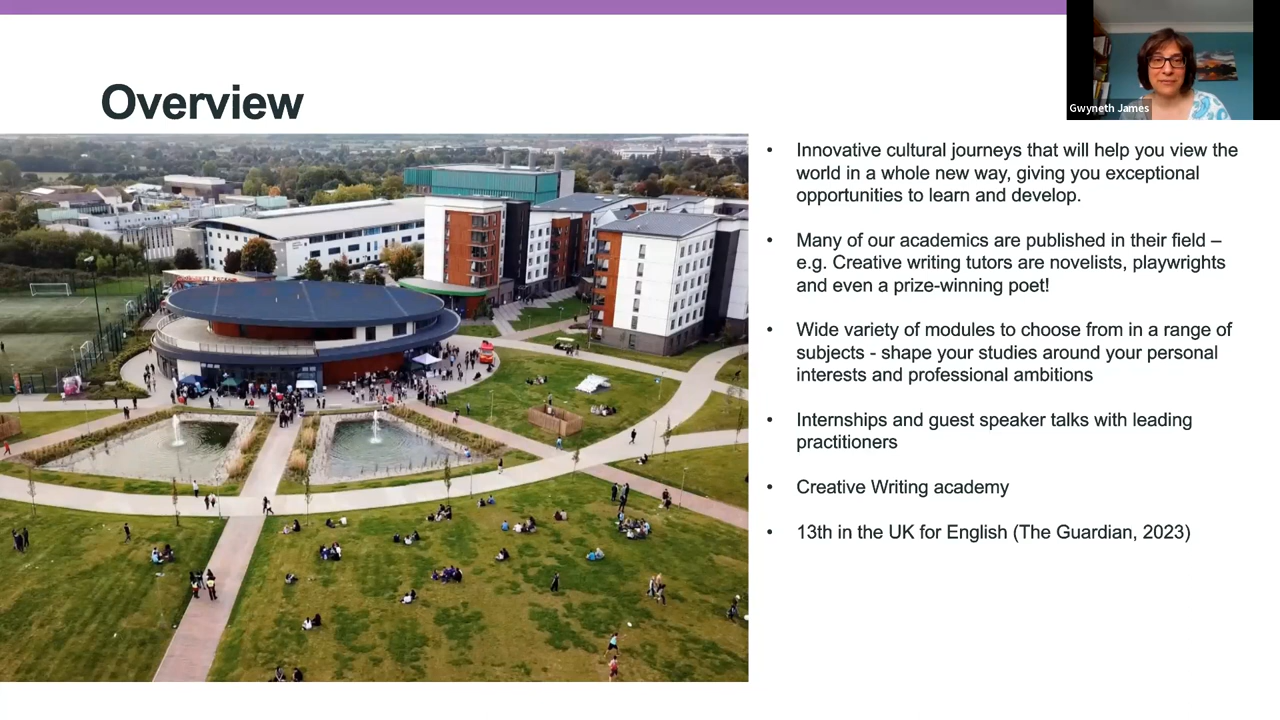 Overview
Gwyneth James
• Innovative cultural journeys that will help you view the
world in a whole new way, giving you exceptional
opportunities to learn and develop.
• Many of our academics are published in their field –
e.g. Creative writing tutors are novelists, playwrights
and even a prize-winning poet!
• Wide variety of modules to choose from in a range of
subjects - shape your studies around your personal
interests and professional ambitions
• Internships and guest speaker talks with leading
practitioners
• Creative Writing academy
• 13th in the UK for English (The Guardian, 2023)